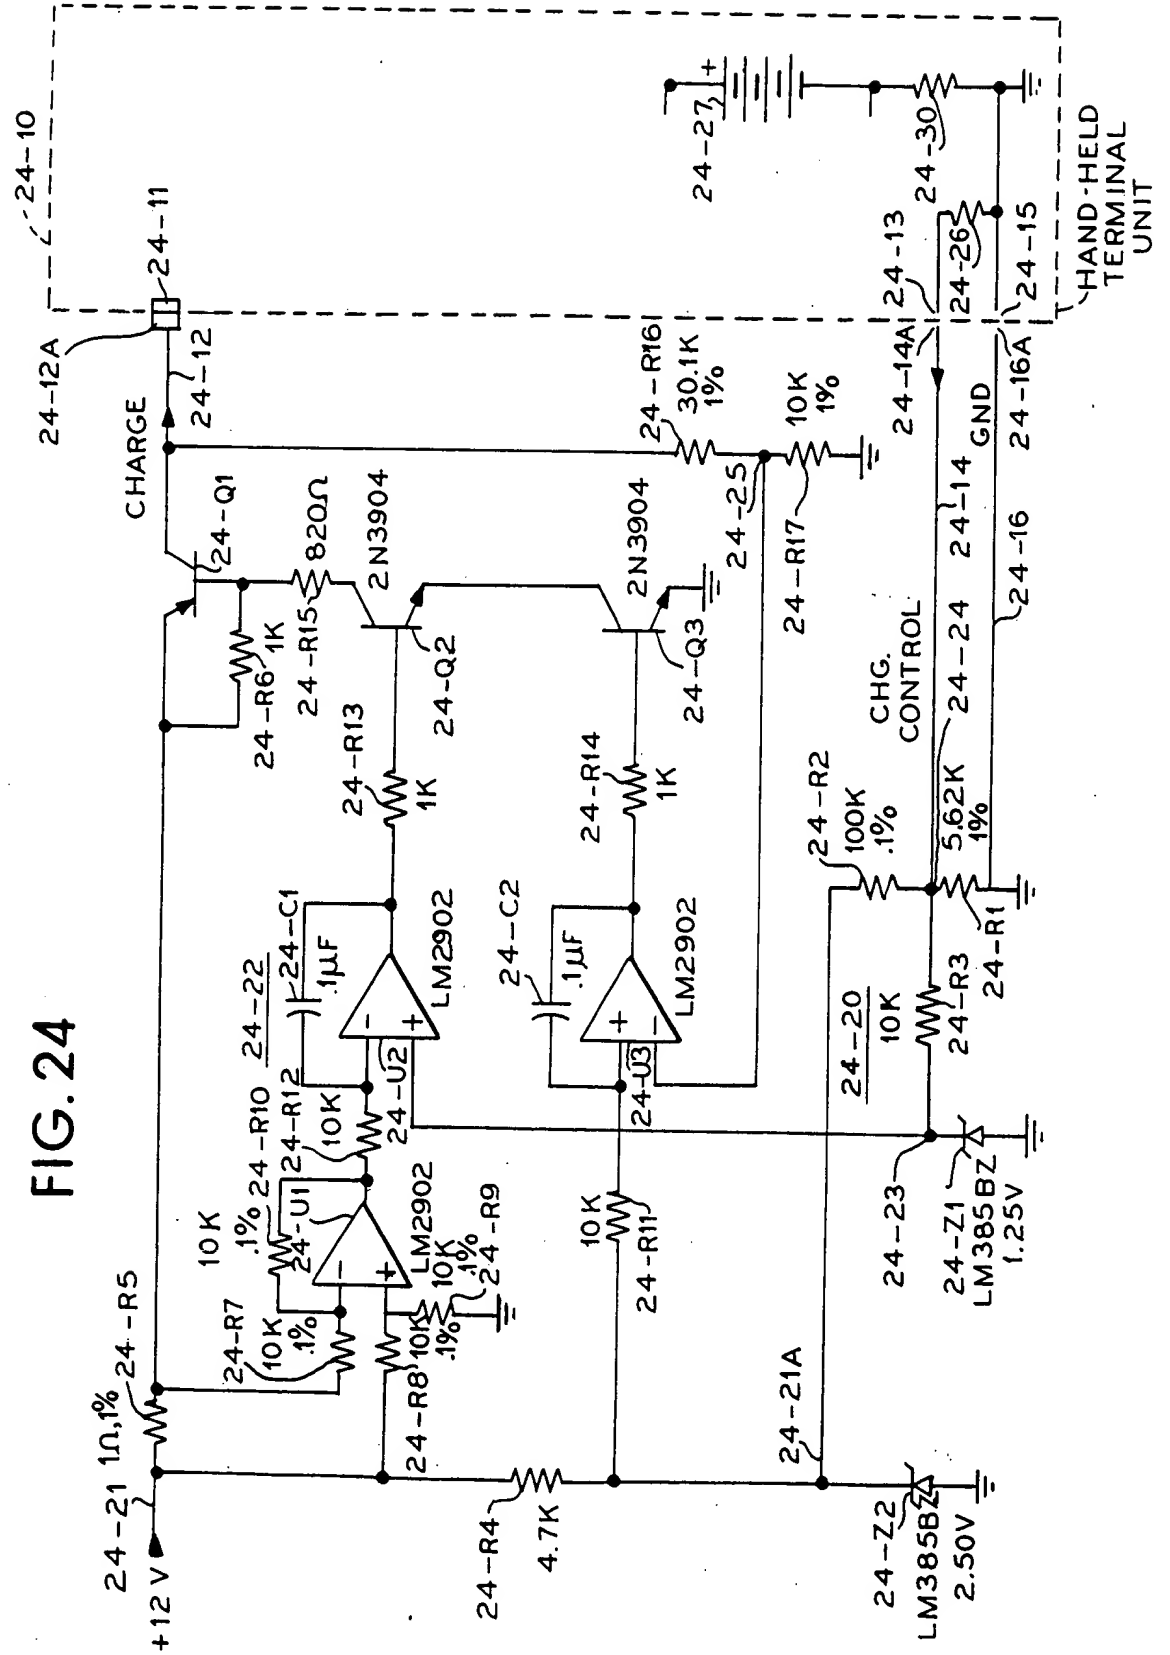 FIG. 24
24-10
24-11
24-12A
24-12
CHARGE
24-Q1
24-R6
1K
24-R15
820Ω
2N3904
24-Q2
24-R13
1K
24-22
24-C1
.1µF
LM2902
24-U2
24-R12
10K
24-R10
10K
.1%
24-U1
LM2902
24-R9
10K
.1%
24-R7
10K
.1%
24-R8
10K
.1%
24-R5
1Ω, 1%
24-21
+12 V
24-R4
4.7K
24-R11
10K
24-U3
LM2902
24-C2
.1µF
24-R14
1K
2N3904
24-Q3
24-R16
30.1K
1%
24-25
24-R17
10K
1%
24-27
+
24-30
24-26
24-13
24-15
HAND-HELD
TERMINAL
UNIT
24-14A
24-16A
GND
24-14
24-16
CHG.
CONTROL
24-24
24-R2
100K
.1%
5.62K
1%
24-R1
24-20
10K
24-R3
24-23
24-Z1
LM385BZ
1.25V
24-21A
24-Z2
LM385BZ
2.50V